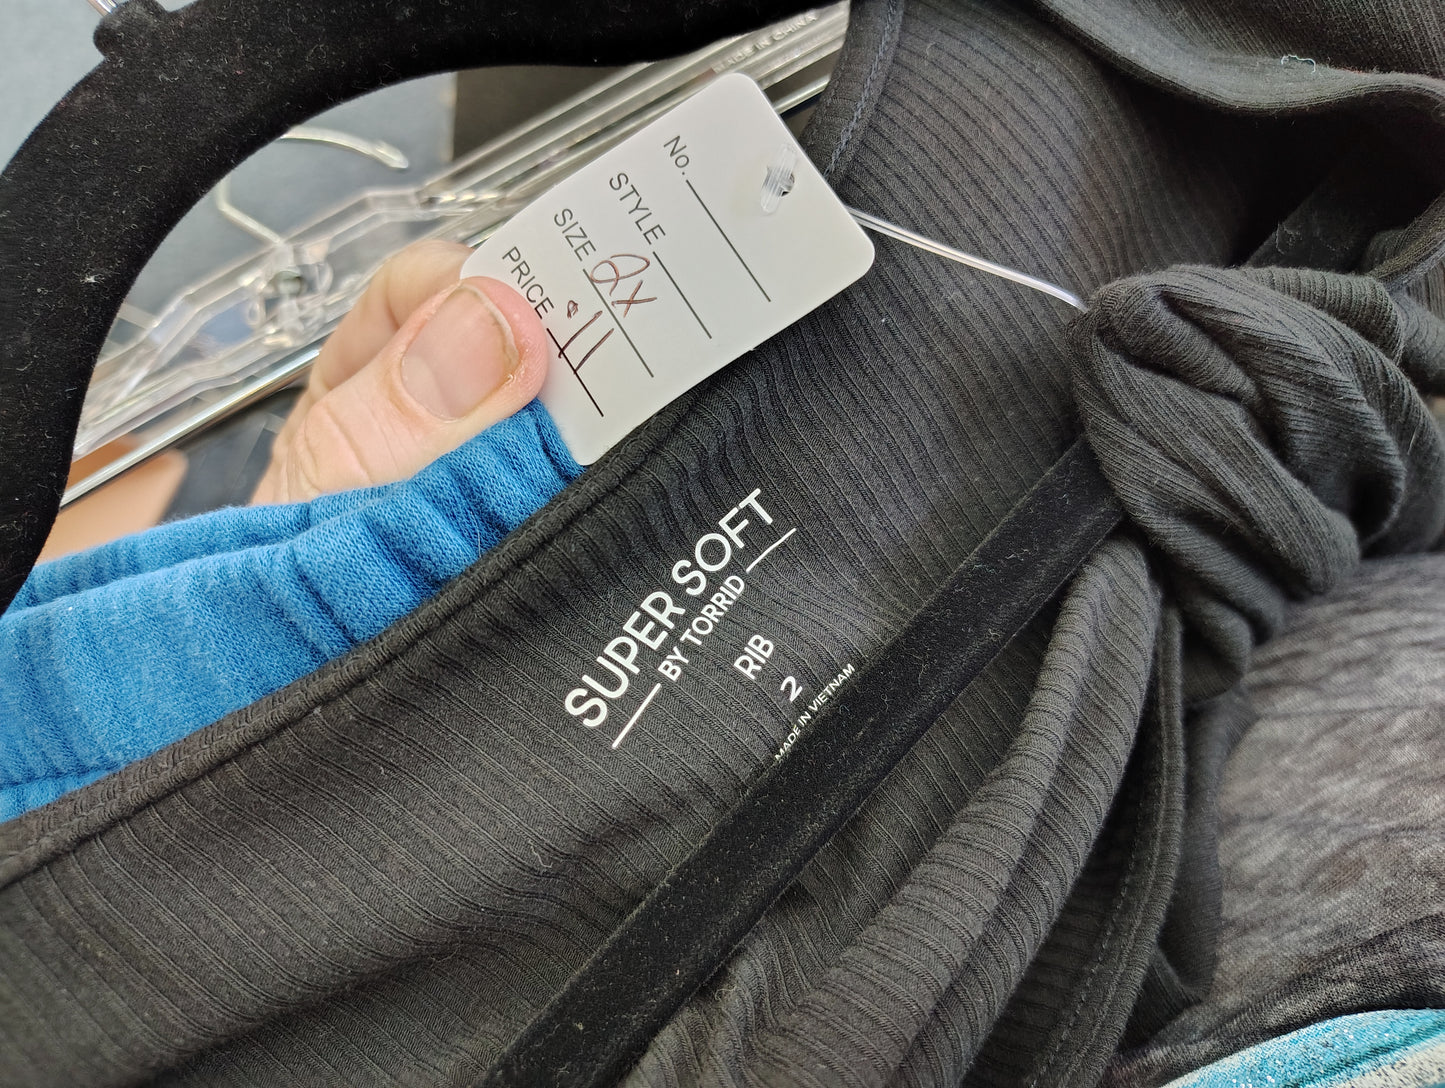 MADE IN CHINA
No.
STYLE
SIZE 2X
PRICE •11
SUPER SOFT
BY TORRID
RIB
2
MADE IN VIETNAM